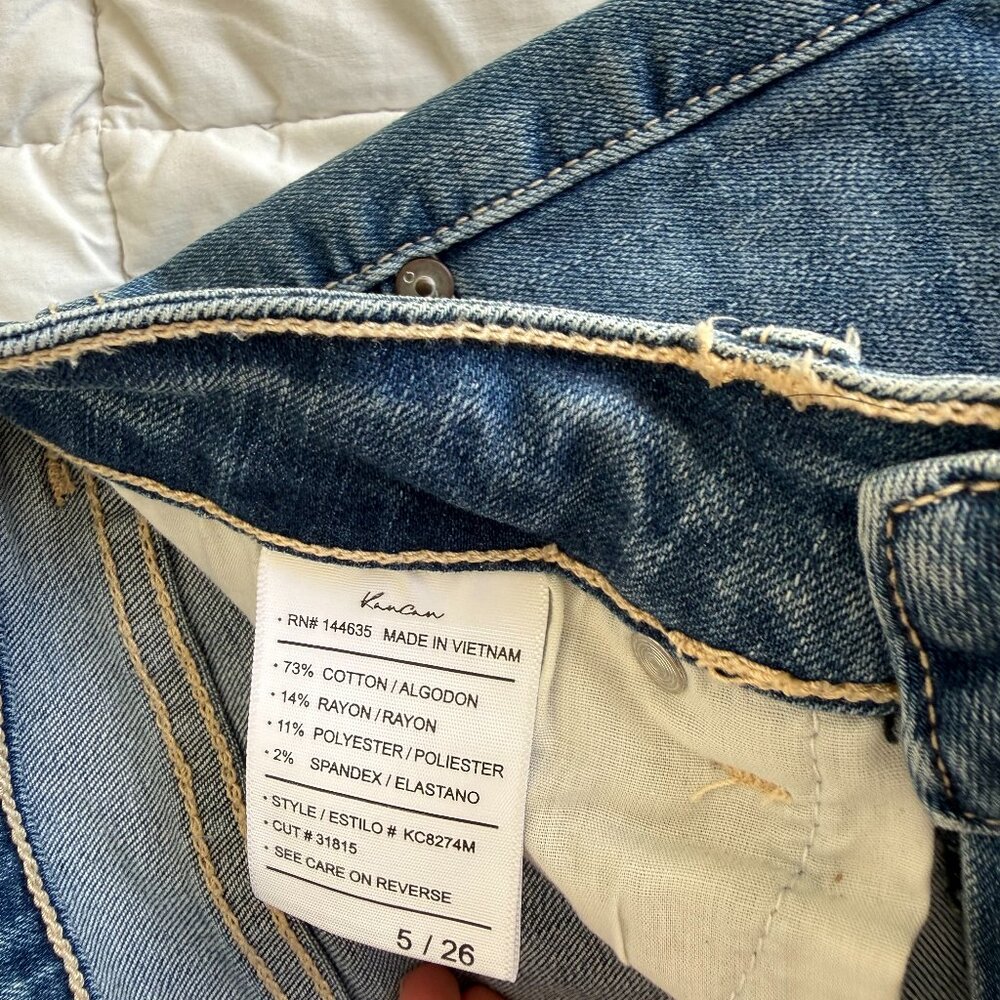 Kancan
• RN# 144635 MADE IN VIETNAM
• 73% COTTON / ALGODON
• 14% RAYON / RAYON
• 11% POLYESTER / POLIESTER
• 2% SPANDEX / ELASTANO
• STYLE / ESTILO # KC8274M
• CUT # 31815
• SEE CARE ON REVERSE
5 / 26